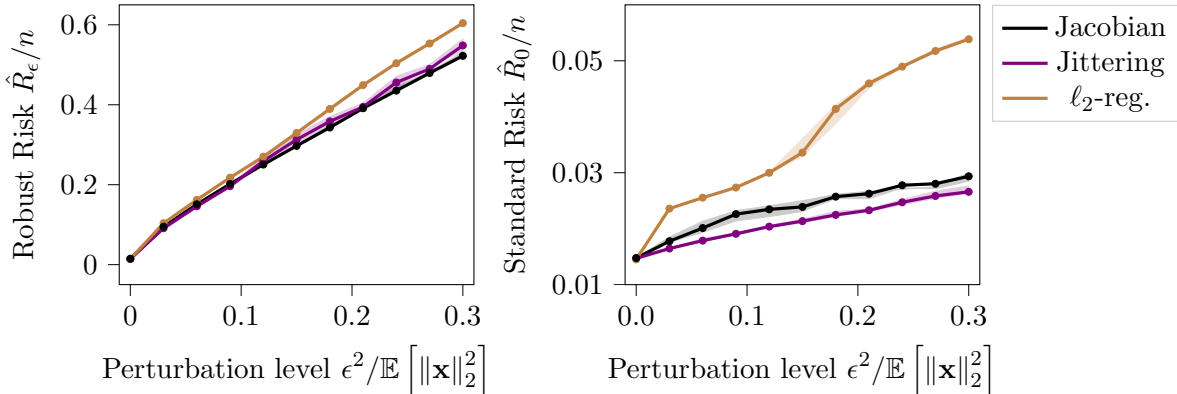 Robust Risk R̂_ϵ/n
0.6
0.4
0.2
0
0 0.1 0.2 0.3
Perturbation level ϵ²/𝔼 [‖𝐱‖₂²]
Standard Risk R̂₀/n
0.05
0.03
0.01
0.0 0.1 0.2 0.3
Perturbation level ϵ²/𝔼 [‖𝐱‖₂²]
Jacobian
Jittering
ℓ₂-reg.